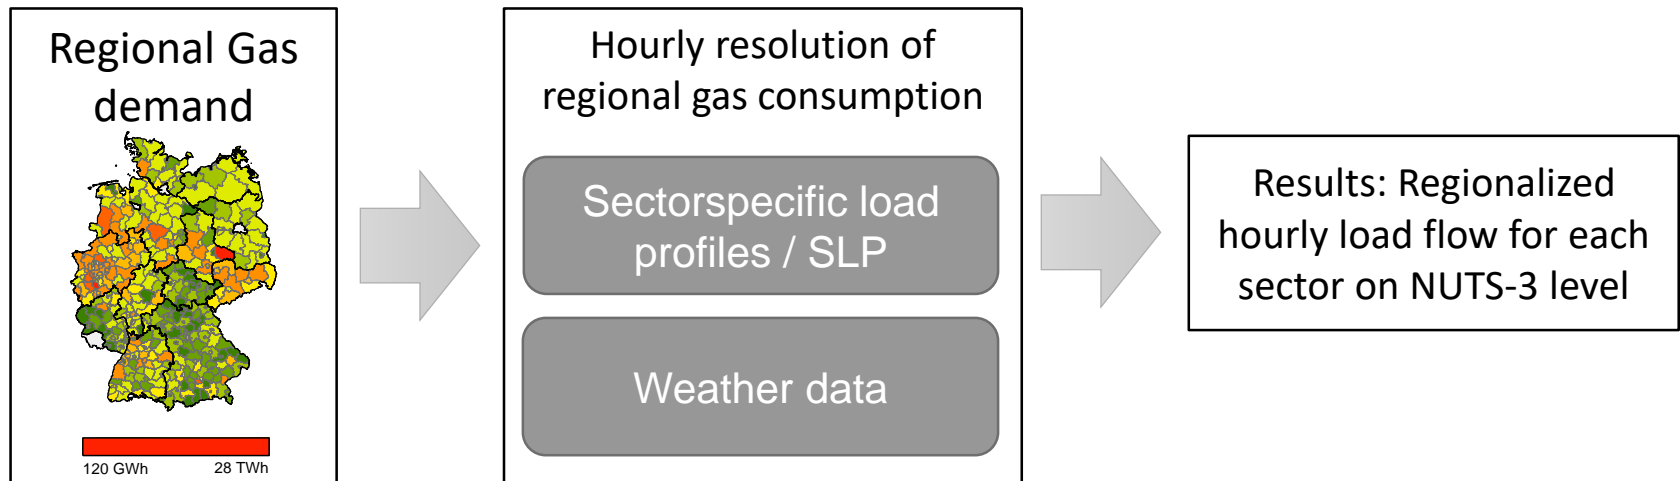 Regional Gas
demand
120 GWh
28 TWh
Hourly resolution of
regional gas consumption
Sectorspecific load
profiles / SLP
Weather data
Results: Regionalized
hourly load flow for each
sector on NUTS-3 level